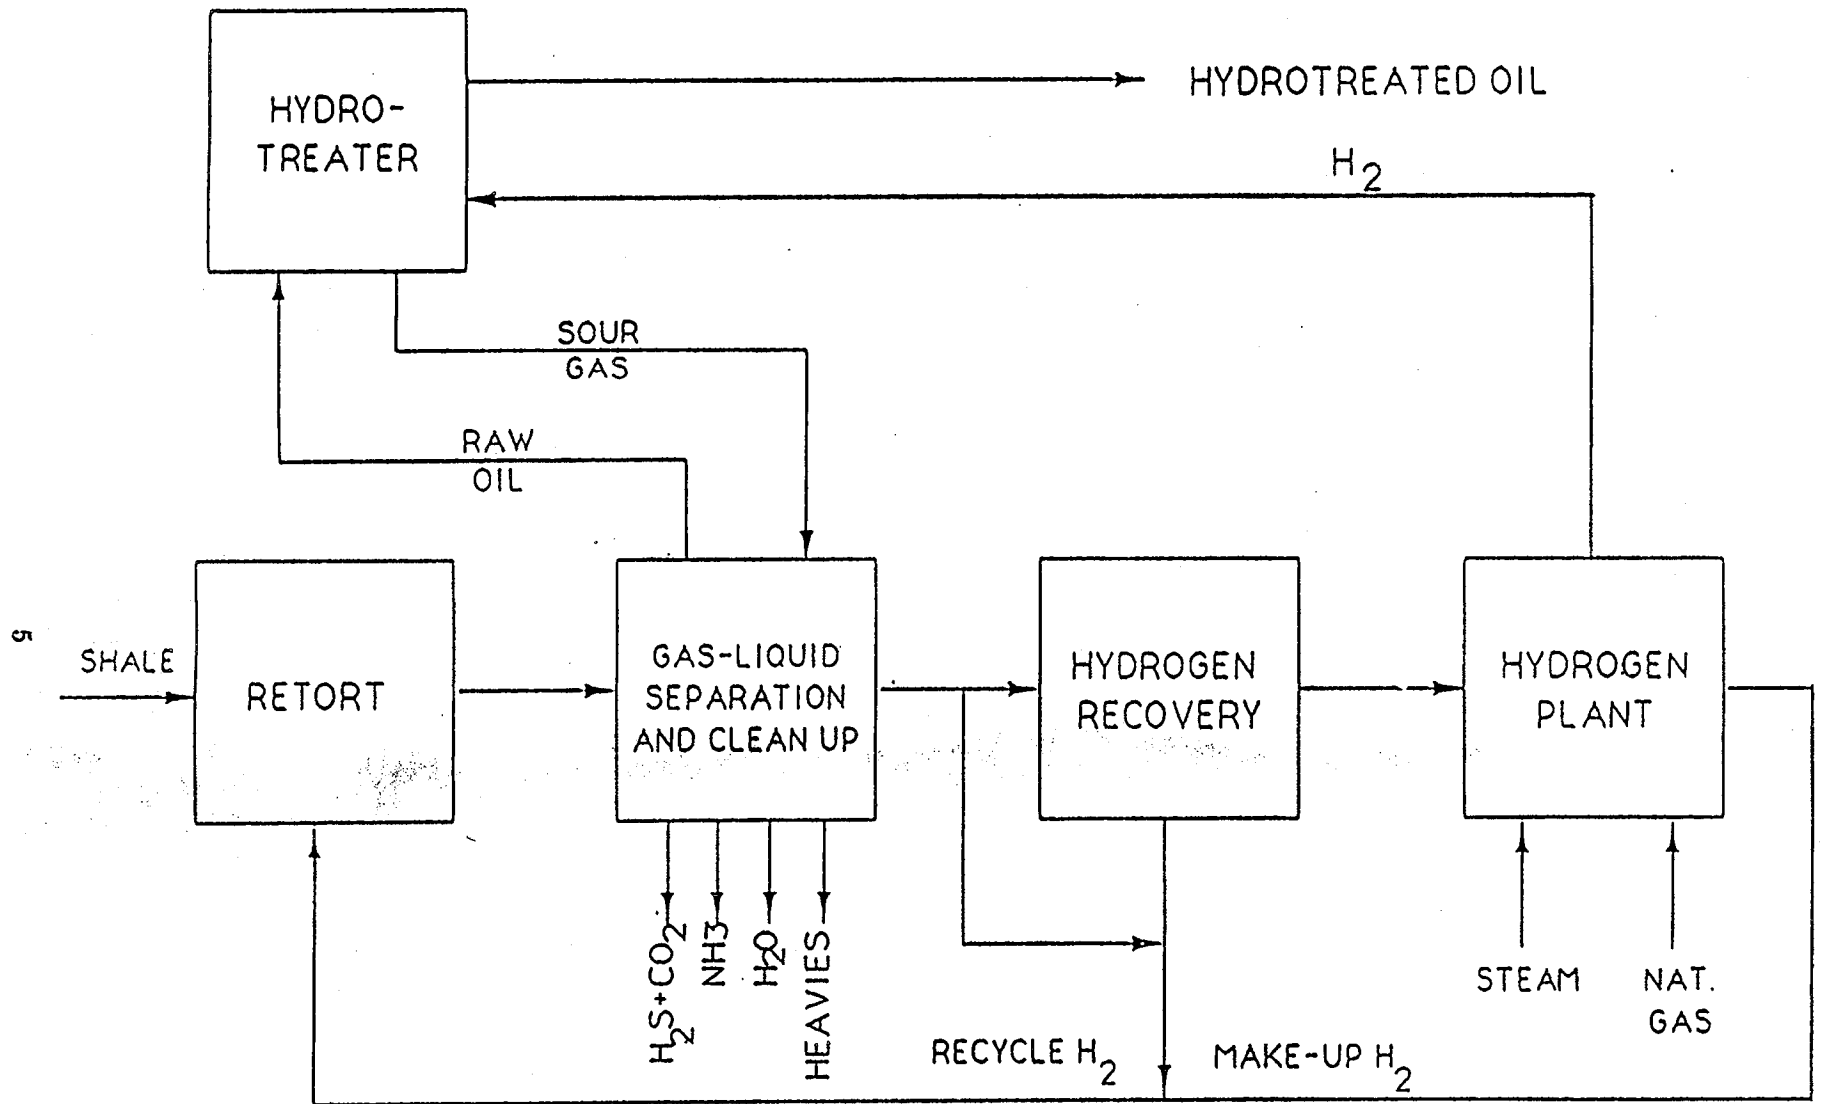 HYDRO-
TREATER
HYDROTREATED OIL
H2
SOUR
GAS
RAW
OIL
5
SHALE
RETORT
GAS-LIQUID
SEPARATION
AND CLEAN UP
HYDROGEN
RECOVERY
HYDROGEN
PLANT
H2S+CO2
NH3
H2O
HEAVIES
STEAM
NAT.
GAS
RECYCLE H2
MAKE-UP H2